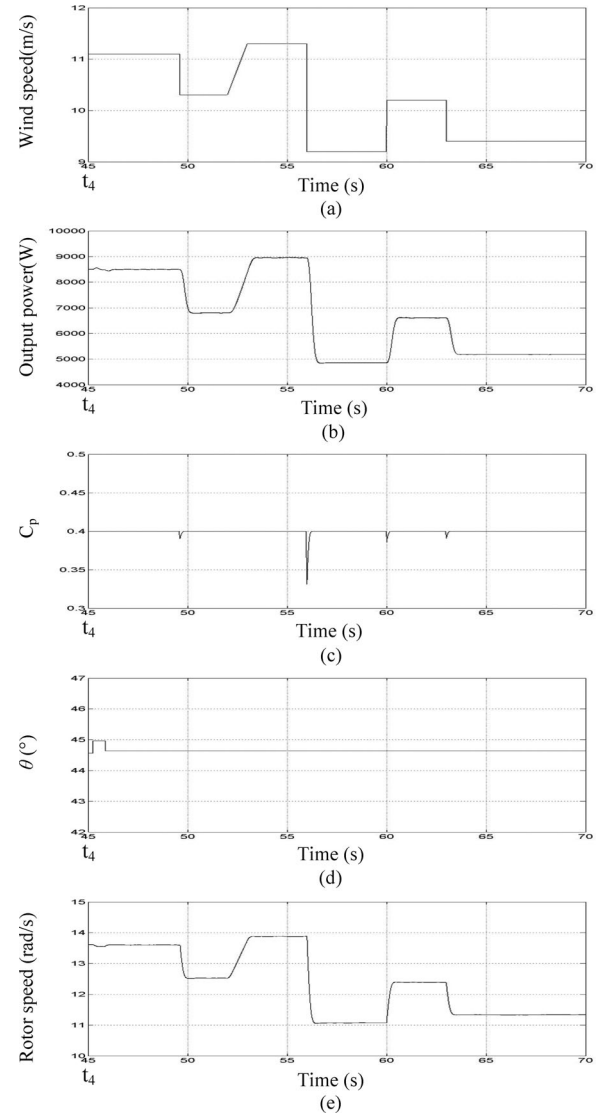 12
11
10
9
Wind speed(m/s)
45 50 55 60 65 70
t4 Time (s)
(a)
10000
9000
8000
7000
6000
5000
4000
Output power(W)
45 50 55 60 65 70
t4 Time (s)
(b)
0.5
0.45
0.4
0.35
0.3
Cp
45 50 55 60 65 70
t4 Time (s)
(c)
47
46
45
44
43
42
θ (°)
45 50 55 60 65 70
t4 Time (s)
(d)
15
14
13
12
11
10
Rotor speed (rad/s)
45 50 55 60 65 70
t4 Time (s)
(e)